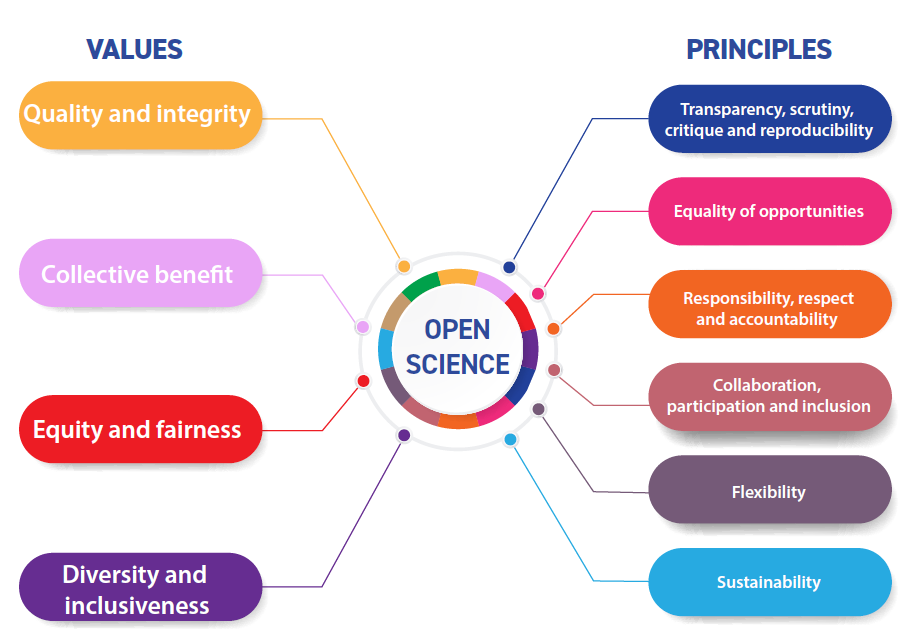 VALUES
Quality and integrity
Collective benefit
Equity and fairness
Diversity and
inclusiveness
OPEN
SCIENCE
PRINCIPLES
Transparency, scrutiny,
critique and reproducibility
Equality of opportunities
Responsibility, respect
and accountability
Collaboration,
participation and inclusion
Flexibility
Sustainability